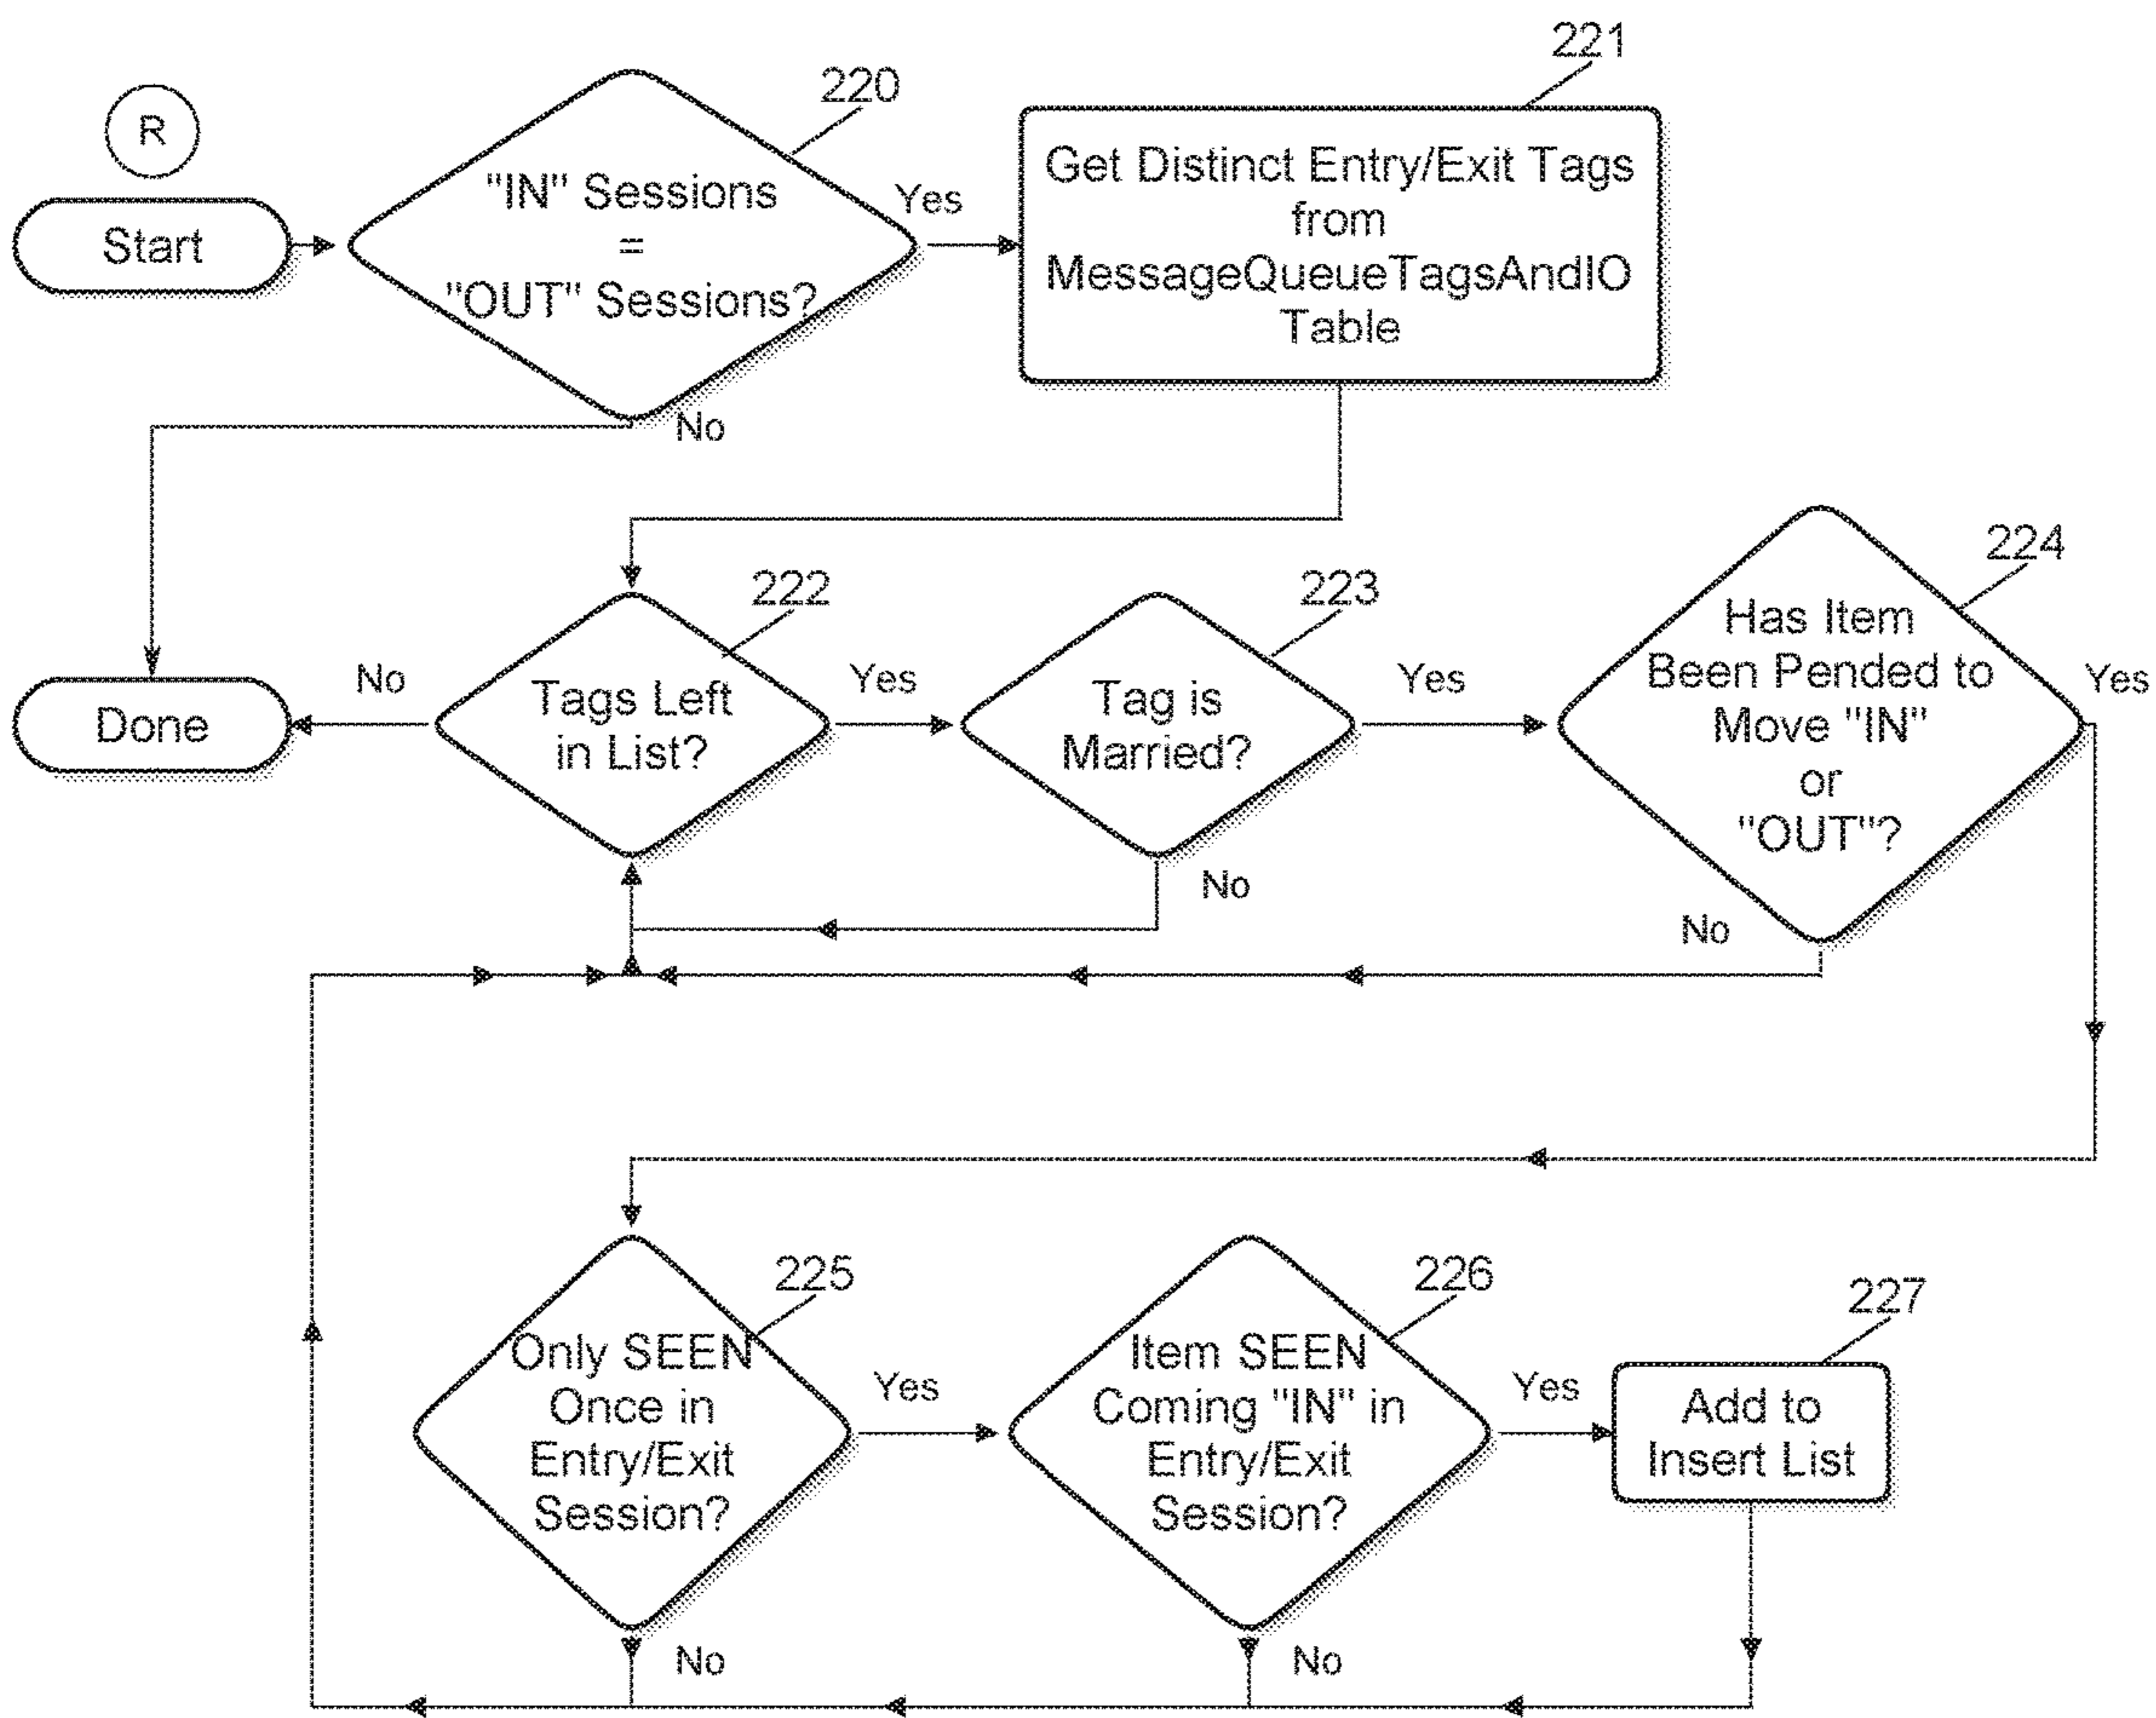 R
Start
220
"IN" Sessions
=
"OUT" Sessions?
Yes
No
221
Get Distinct Entry/Exit Tags
from
MessageQueueTagsAndIO
Table
Done
No
222
Tags Left
in List?
Yes
223
Tag is
Married?
Yes
No
224
Has Item
Been Pended to
Move "IN"
or
"OUT"?
Yes
No
225
Only SEEN
Once in
Entry/Exit
Session?
Yes
No
226
Item SEEN
Coming "IN" in
Entry/Exit
Session?
Yes
No
227
Add to
Insert List